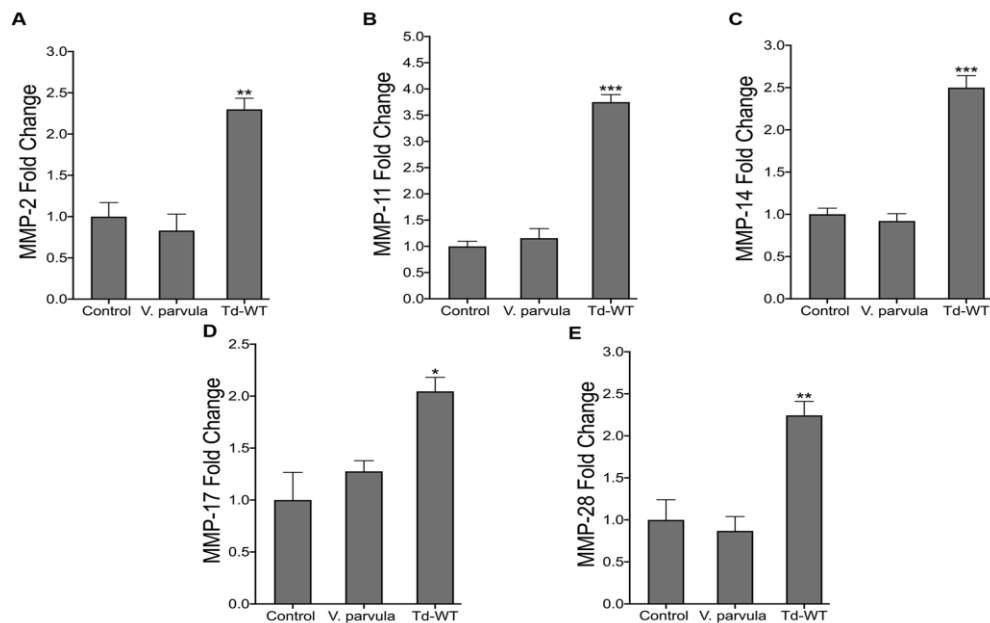 A
MMP-2 Fold Change
3.0
2.5
2.0
1.5
1.0
0.5
0.0
**
Control V. parvula Td-WT
B
MMP-11 Fold Change
5.0
4.5
4.0
3.5
3.0
2.5
2.0
1.5
1.0
0.5
0.0
***
Control V. parvula Td-WT
C
MMP-14 Fold Change
3.0
2.5
2.0
1.5
1.0
0.5
0.0
***
Control V. parvula Td-WT
D
MMP-17 Fold Change
2.5
2.0
1.5
1.0
0.5
0.0
*
Control V. parvula Td-WT
E
MMP-28 Fold Change
3.0
2.5
2.0
1.5
1.0
0.5
0.0
**
Control V. parvula Td-WT